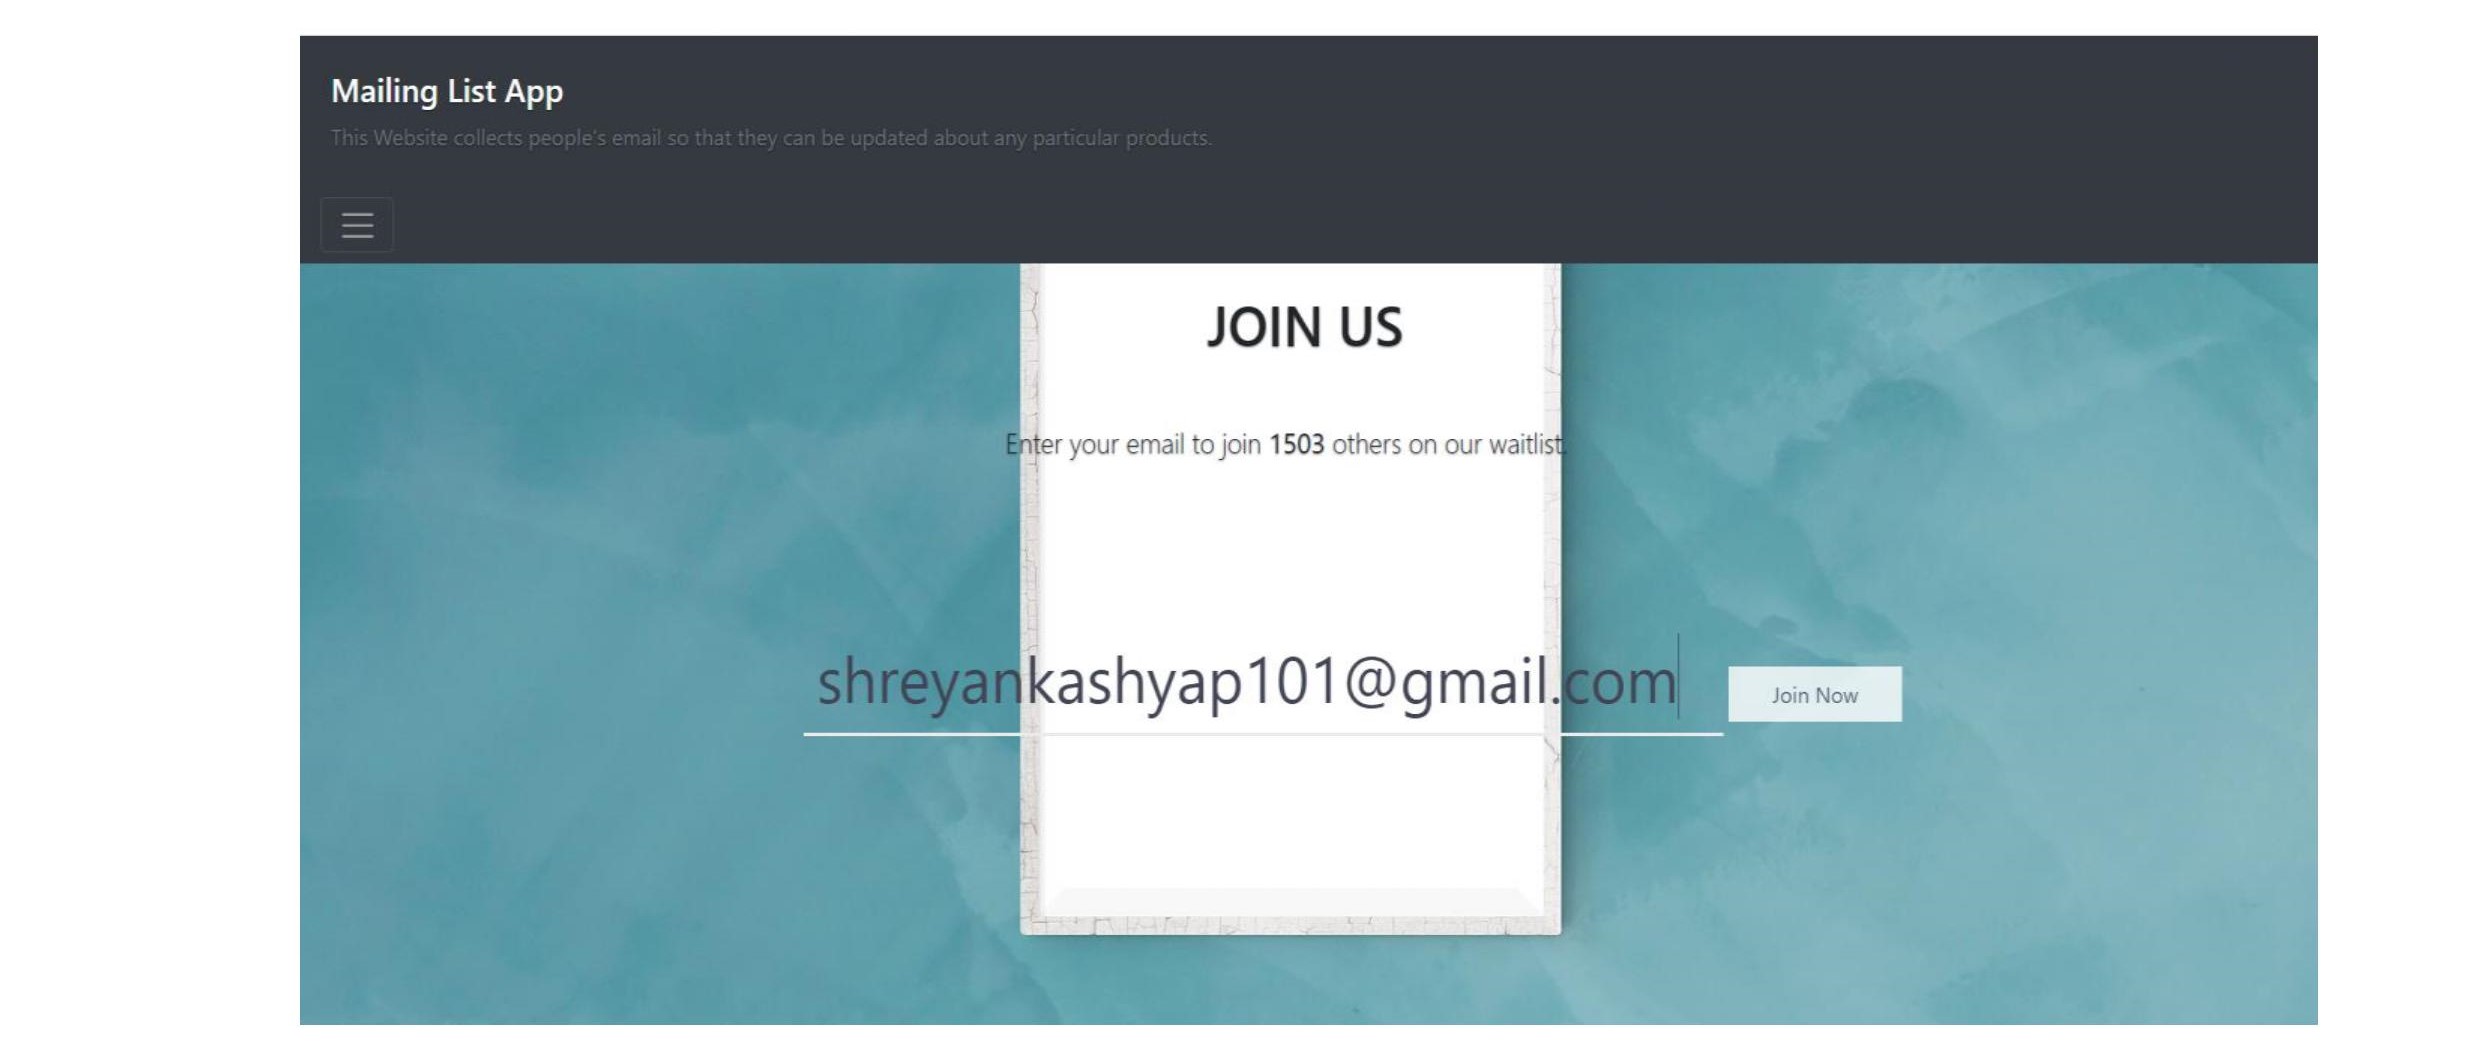 Mailing List App
This Website collects people's email so that they can be updated about any particular products.
JOIN US
Enter your email to join 1503 others on our waitlist.
shreyankashyap101@gmail.com
Join Now